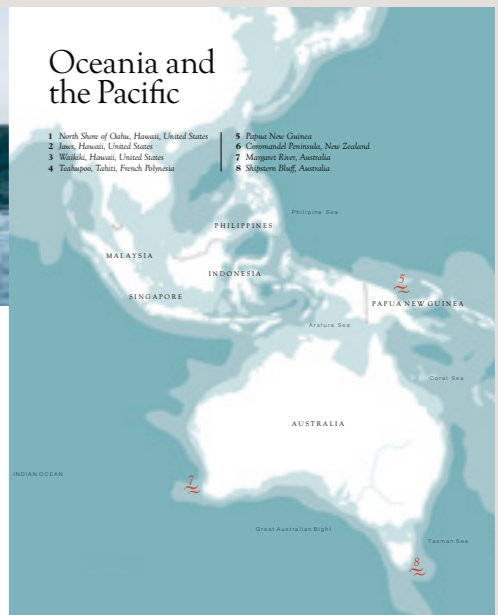 Oceania and
the Pacific
1 North Shore of Oahu, Hawaii, United States
2 Jaws, Hawaii, United States
3 Waikiki, Hawaii, United States
4 Teahupoo, Tahiti, French Polynesia
5 Papua New Guinea
6 Coromandel Peninsula, New Zealand
7 Margaret River, Australia
8 Shipstern Bluff, Australia
Philipine Sea
PHILIPPINES
MALAYSIA
INDONESIA
SINGAPORE
5
PAPUA NEW GUINEA
Arafura Sea
Coral Sea
AUSTRALIA
INDIAN OCEAN
7
Great Australian Bight
Tasman Sea
8